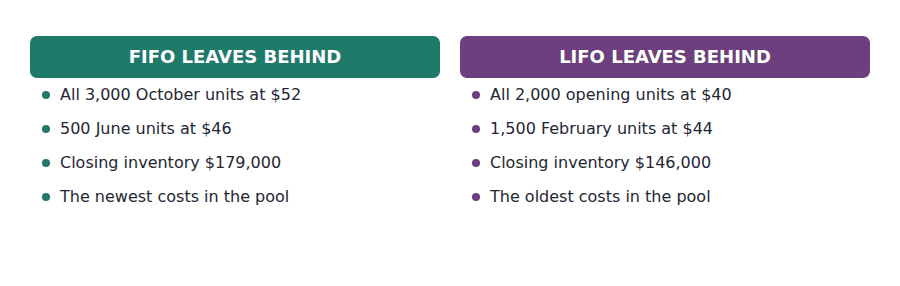 FIFO LEAVES BEHIND
All 3,000 October units at $52
500 June units at $46
Closing inventory $179,000
The newest costs in the pool
LIFO LEAVES BEHIND
All 2,000 opening units at $40
1,500 February units at $44
Closing inventory $146,000
The oldest costs in the pool